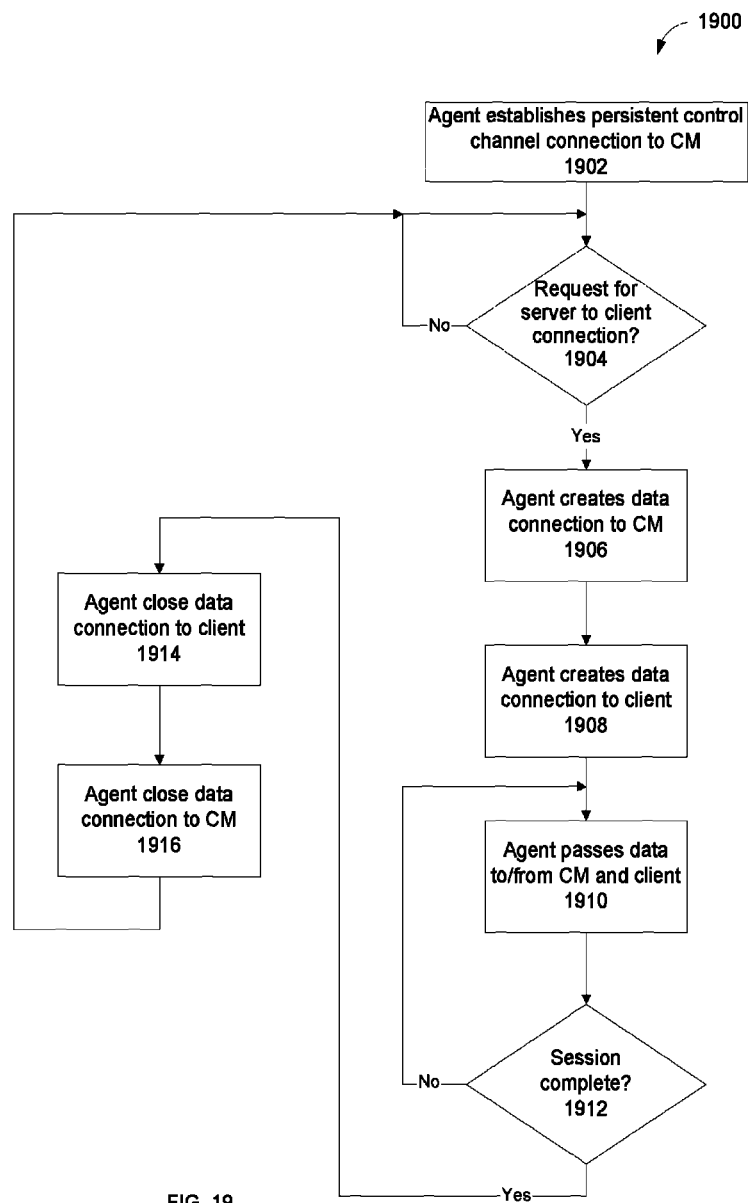 1900
Agent establishes persistent control
channel connection to CM
1902
Request for
server to client
connection?
1904
No
Yes
Agent creates data
connection to CM
1906
Agent close data
connection to client
1914
Agent creates data
connection to client
1908
Agent close data
connection to CM
1916
Agent passes data
to/from CM and client
1910
Session
complete?
1912
No
Yes
FIG. 19